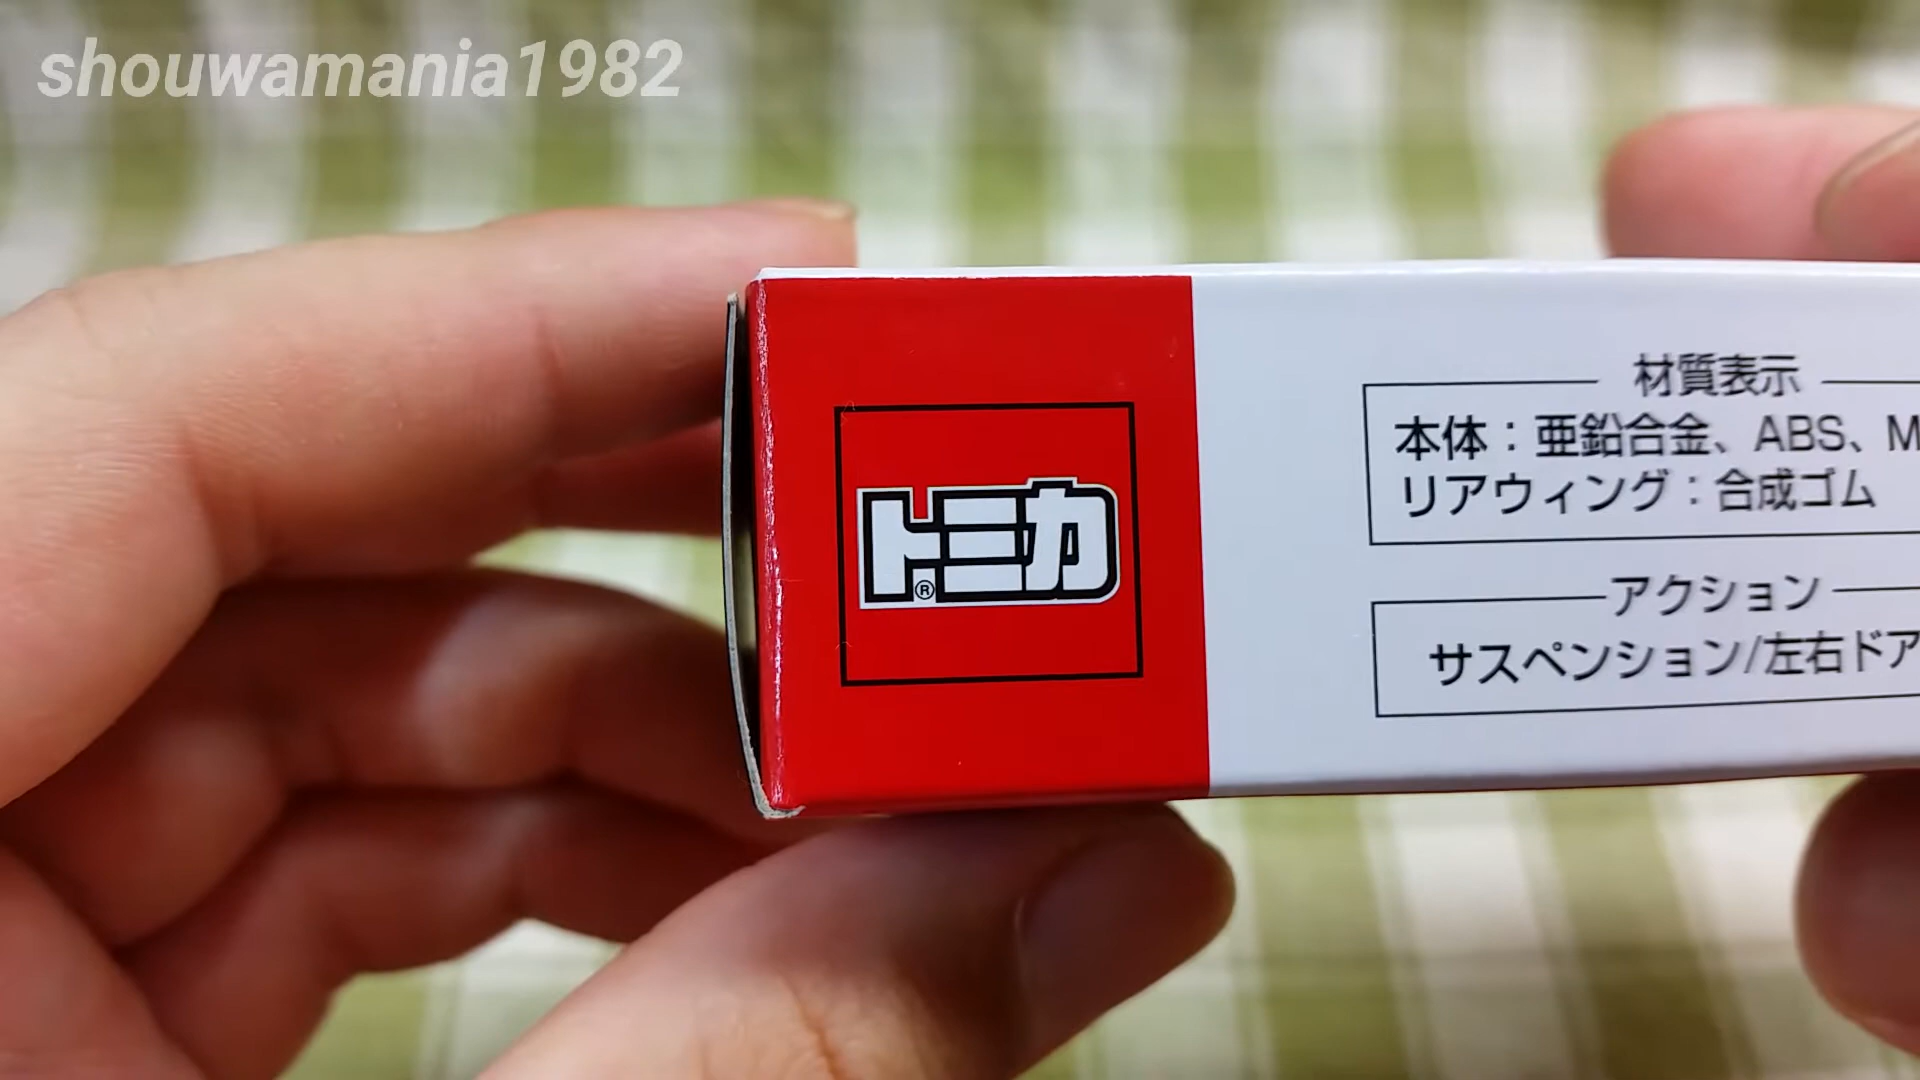 shouwamania1982
トミカ
®
材質表示
本体：亜鉛合金、ABS、M
リアウィング：合成ゴム
アクション
サスペンション/左右ドア